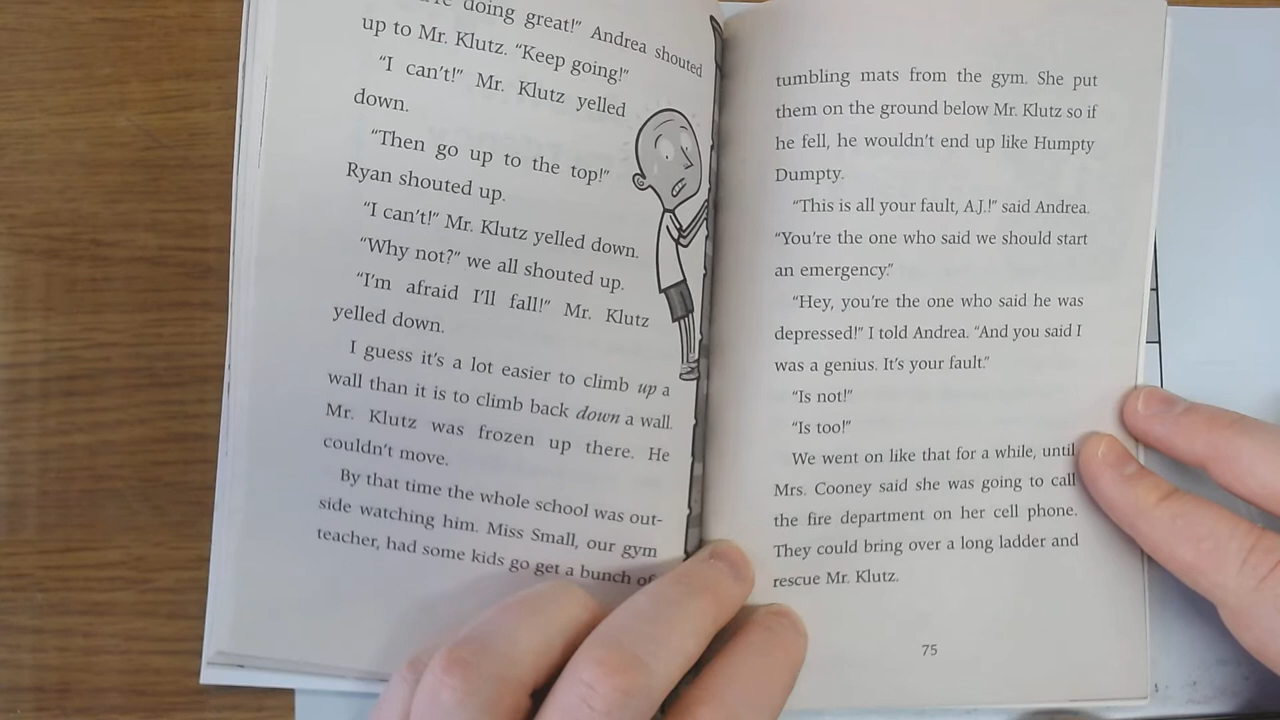 doing great!” Andrea shouted
up to Mr. Klutz. “Keep going!”
“I can’t!” Mr. Klutz yelled
down.
“Then go up to the top!”
Ryan shouted up.
“I can’t!” Mr. Klutz yelled down.
“Why not?” we all shouted up.
“I’m afraid I’ll fall!” Mr. Klutz
yelled down.
I guess it’s a lot easier to climb up a
wall than it is to climb back down a wall.
Mr. Klutz was frozen up there. He
couldn’t move.
By that time the whole school was out-
side watching him. Miss Small, our gym
teacher, had some kids go get a bunch of
tumbling mats from the gym. She put
them on the ground below Mr. Klutz so if
he fell, he wouldn’t end up like Humpty
Dumpty.
“This is all your fault, A.J.!” said Andrea.
“You’re the one who said we should start
an emergency.”
“Hey, you’re the one who said he was
depressed!” I told Andrea. “And you said I
was a genius. It’s your fault.”
“Is not!”
“Is too!”
We went on like that for a while, until
Mrs. Cooney said she was going to call
the fire department on her cell phone.
They could bring over a long ladder and
rescue Mr. Klutz.
75